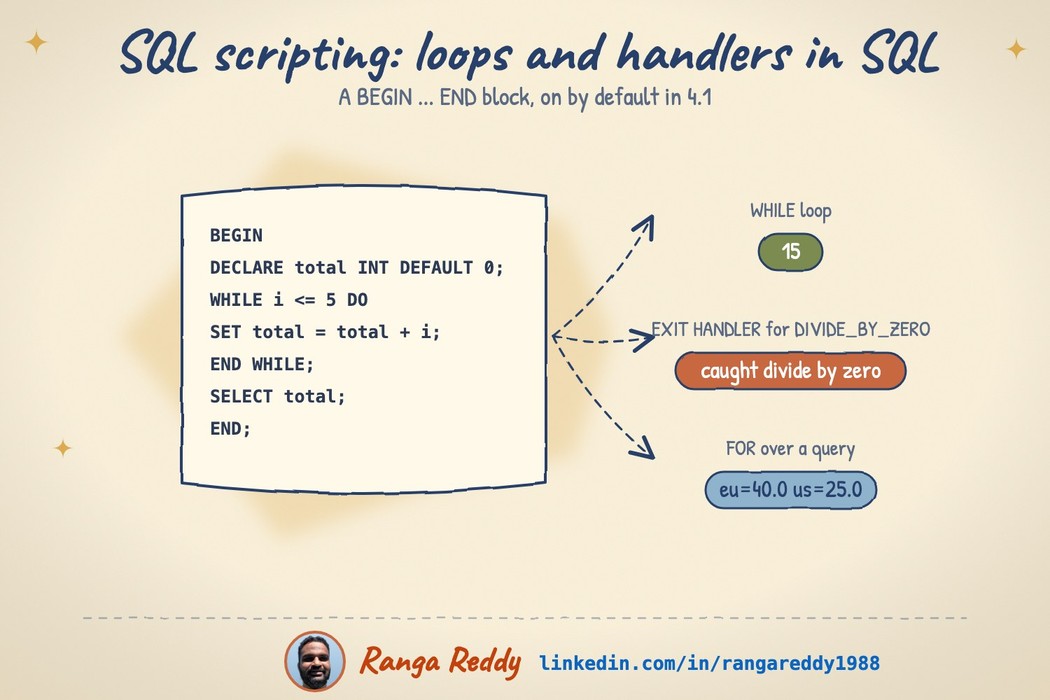 SQL scripting: loops and handlers in SQL
A BEGIN ... END block, on by default in 4.1
BEGIN
DECLARE total INT DEFAULT 0;
WHILE i <= 5 DO
SET total = total + i;
END WHILE;
SELECT total;
END;
WHILE loop
15
EXIT HANDLER for DIVIDE_BY_ZERO
caught divide by zero
FOR over a query
eu=40.0 us=25.0
Ranga Reddy linkedin.com/in/rangareddy1988